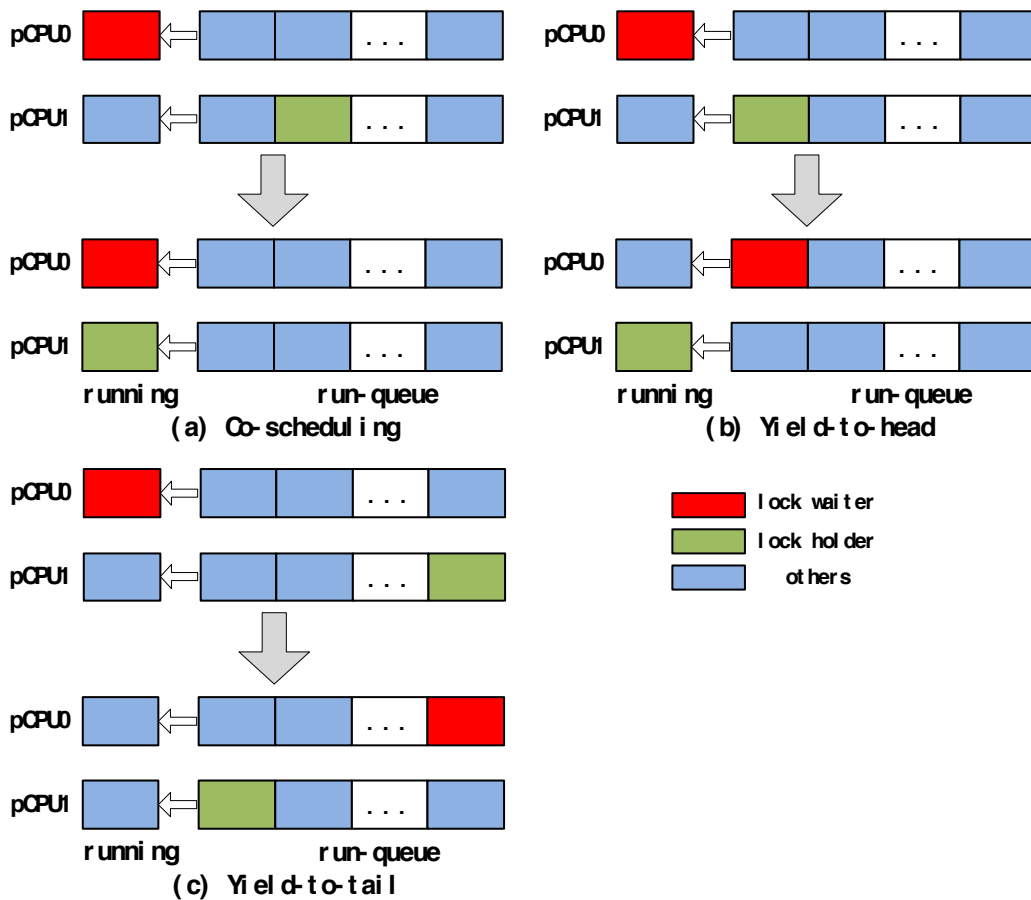 pCPU0
. . .
pCPU1
. . .
pCPU0
. . .
pCPU1
. . .
running run-queue
(a) Co-scheduling
pCPU0
. . .
pCPU1
. . .
pCPU0
. . .
pCPU1
. . .
running run-queue
(b) Yield-to-head
pCPU0
. . .
pCPU1
. . .
pCPU0
. . .
pCPU1
. . .
running run-queue
(c) Yield-to-tail
lock waiter
lock holder
others